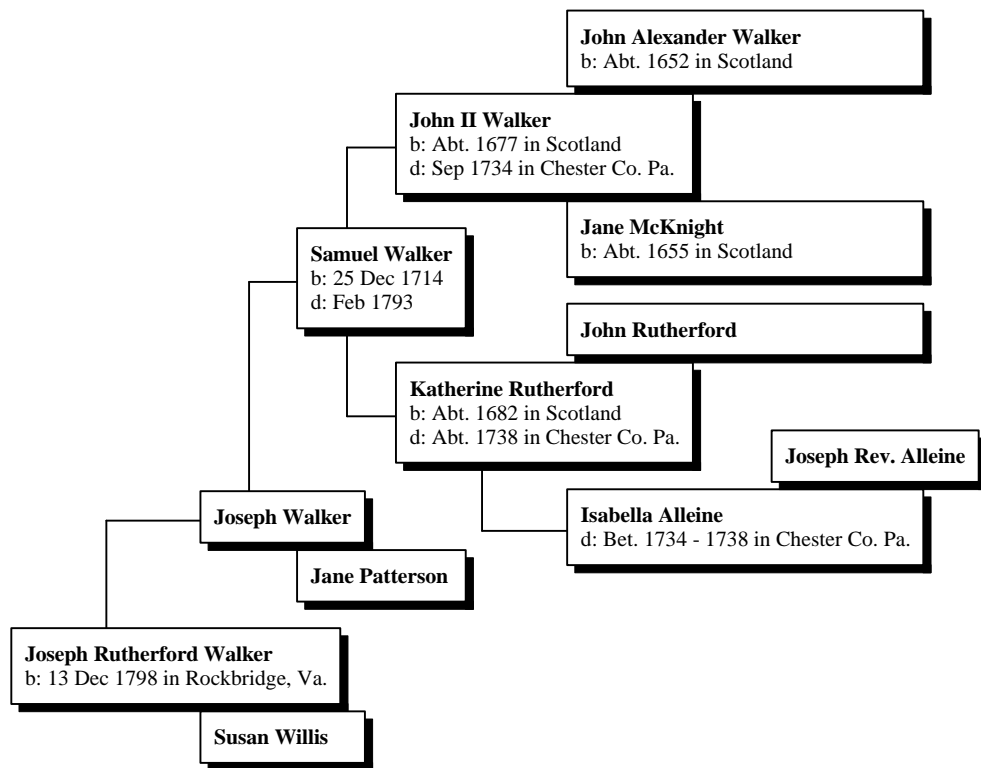 John Alexander Walker
b: Abt. 1652 in Scotland
John II Walker
b: Abt. 1677 in Scotland
d: Sep 1734 in Chester Co. Pa.
Jane McKnight
b: Abt. 1655 in Scotland
Samuel Walker
b: 25 Dec 1714
d: Feb 1793
John Rutherford
Katherine Rutherford
b: Abt. 1682 in Scotland
d: Abt. 1738 in Chester Co. Pa.
Joseph Rev. Alleine
Isabella Alleine
d: Bet. 1734 - 1738 in Chester Co. Pa.
Joseph Walker
Jane Patterson
Joseph Rutherford Walker
b: 13 Dec 1798 in Rockbridge, Va.
Susan Willis